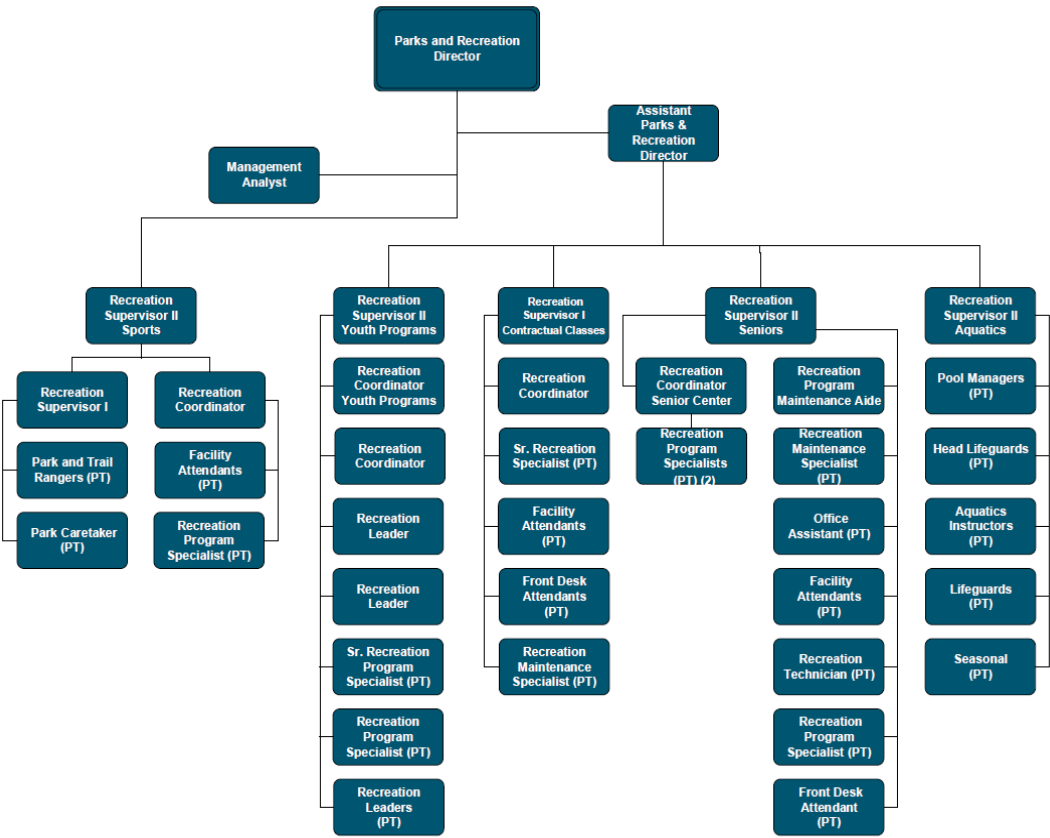 Parks and Recreation
Director
Assistant
Parks &
Recreation
Director
Management
Analyst
Recreation
Supervisor II
Sports
Recreation
Supervisor I
Park and Trail
Rangers (PT)
Park Caretaker
(PT)
Recreation
Coordinator
Facility
Attendants
(PT)
Recreation
Program
Specialist (PT)
Recreation
Supervisor II
Youth Programs
Recreation
Coordinator
Youth Programs
Recreation
Coordinator
Recreation
Leader
Recreation
Leader
Sr. Recreation
Program
Specialist (PT)
Recreation
Program
Specialist (PT)
Recreation
Leaders
(PT)
Recreation
Supervisor I
Contractual Classes
Recreation
Coordinator
Sr. Recreation
Specialist (PT)
Facility
Attendants
(PT)
Front Desk
Attendants
(PT)
Recreation
Maintenance
Specialist (PT)
Recreation
Supervisor II
Seniors
Recreation
Coordinator
Senior Center
Recreation
Program
Specialists
(PT) (2)
Recreation
Program
Maintenance Aide
Recreation
Maintenance
Specialist
(PT)
Office
Assistant (PT)
Facility
Attendants
(PT)
Recreation
Technician (PT)
Recreation
Program
Specialist (PT)
Front Desk
Attendant
(PT)
Recreation
Supervisor II
Aquatics
Pool Managers
(PT)
Head Lifeguards
(PT)
Aquatics
Instructors
(PT)
Lifeguards
(PT)
Seasonal
(PT)